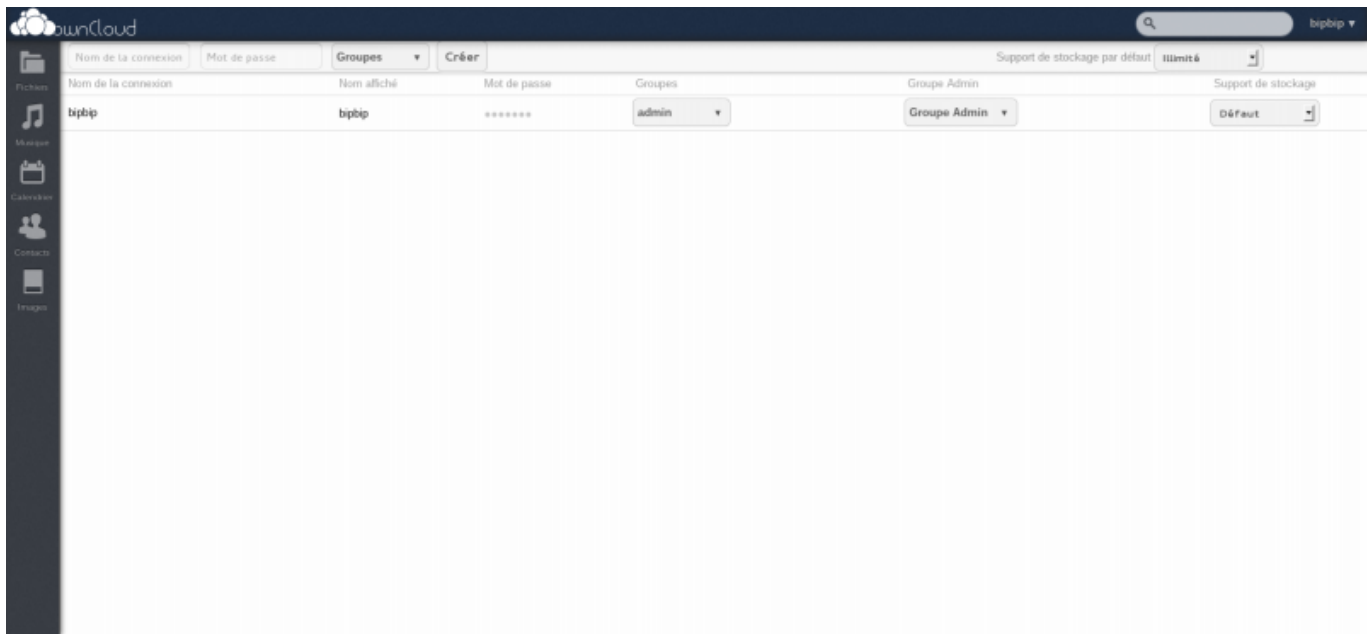 ownCloud
bipbip ▾
Nom de la connexion Mot de passe Groupes ▾ Créer Support de stockage par défaut Illimité
Nom de la connexion Nom affiché Mot de passe Groupes Groupe Admin Support de stockage
bipbip bipbip ●●●●●●● admin ▾ Groupe Admin ▾ Défaut
Fichiers
Musique
Calendrier
Contacts
Images